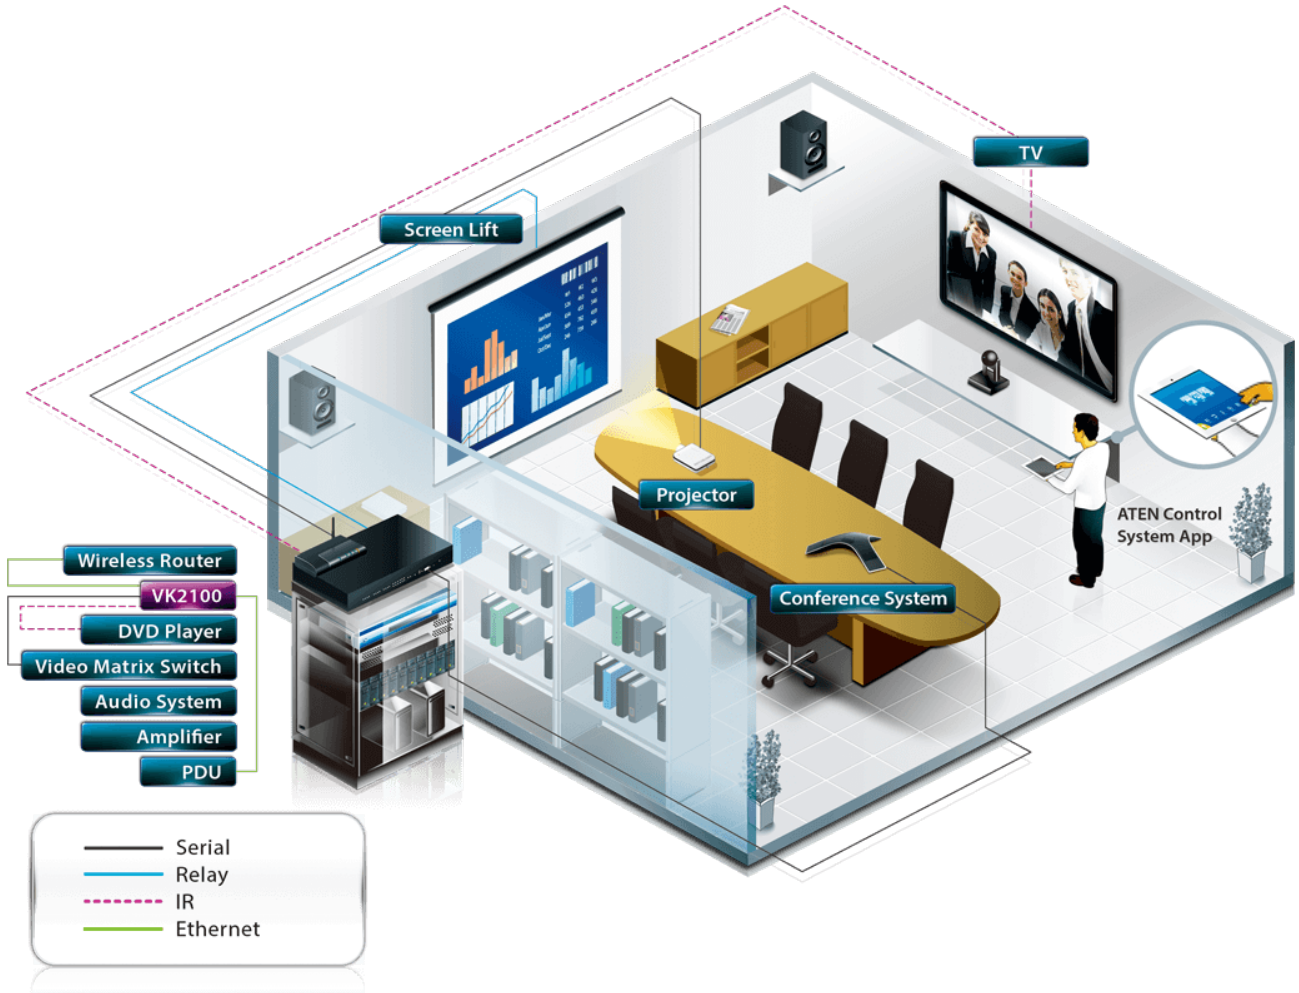 TV
Screen Lift
Projector
ATEN Control
System App
Conference System
Wireless Router
VK2100
DVD Player
Video Matrix Switch
Audio System
Amplifier
PDU
Serial
Relay
IR
Ethernet